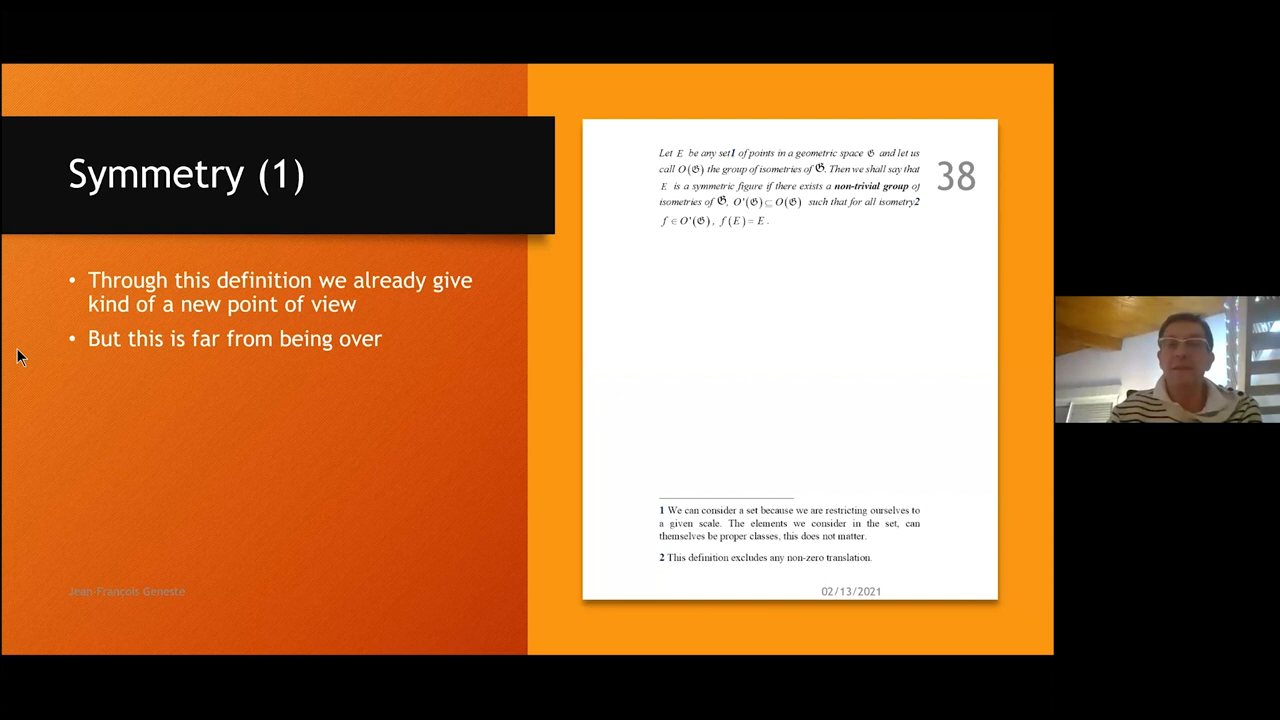 Symmetry (1)
• Through this definition we already give
kind of a new point of view
• But this is far from being over
Jean-François Geneste
Let E be any set1 of points in a geometric space 𝔊 and let us
call O(𝔊) the group of isometries of 𝔊. Then we shall say that
E is a symmetric figure if there exists a non-trivial group of
isometries of 𝔊, O'(𝔊)⊆O(𝔊) such that for all isometry2
f ∈ O'(𝔊), f(E)=E.
38
1 We can consider a set because we are restricting ourselves to
a given scale. The elements we consider in the set, can
themselves be proper classes, this does not matter.
2 This definition excludes any non-zero translation.
02/13/2021